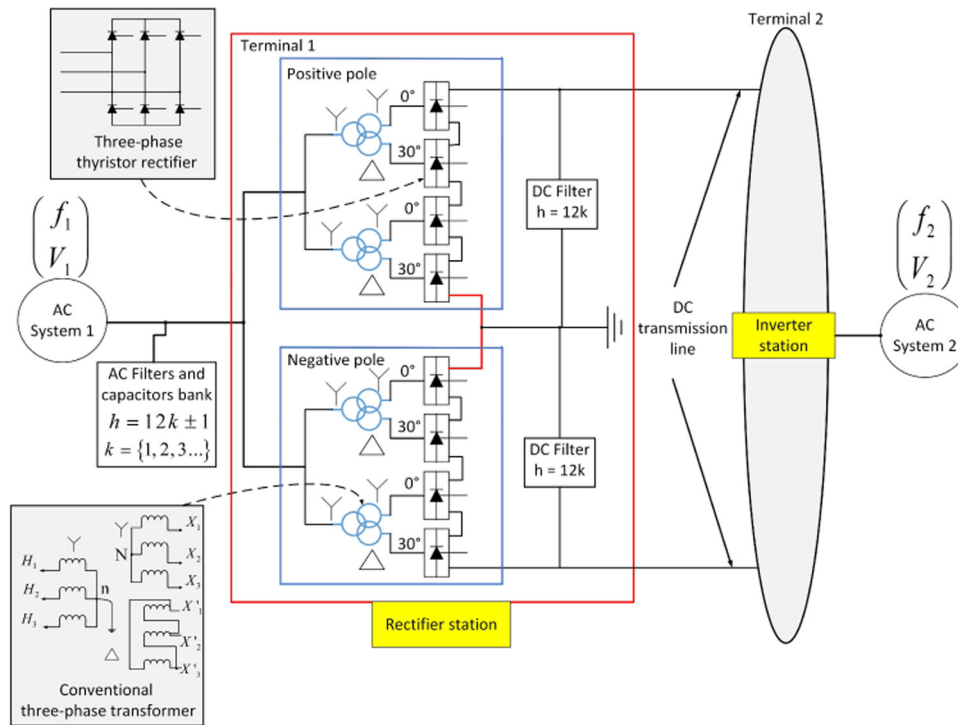 Terminal 1
Terminal 2
Positive pole
0°
30°
0°
30°
Three-phase
thyristor rectifier
f₁
V₁
AC
System 1
AC Filters and
capacitors bank
h = 12k ± 1
k = {1, 2, 3...}
DC Filter
h = 12k
DC
transmission
line
Inverter
station
f₂
V₂
AC
System 2
Negative pole
0°
30°
0°
30°
DC Filter
h = 12k
Rectifier station
H₁
H₂
H₃
n
N
X₁
X₂
X₃
X'₁
X'₂
X'₃
Conventional
three-phase transformer